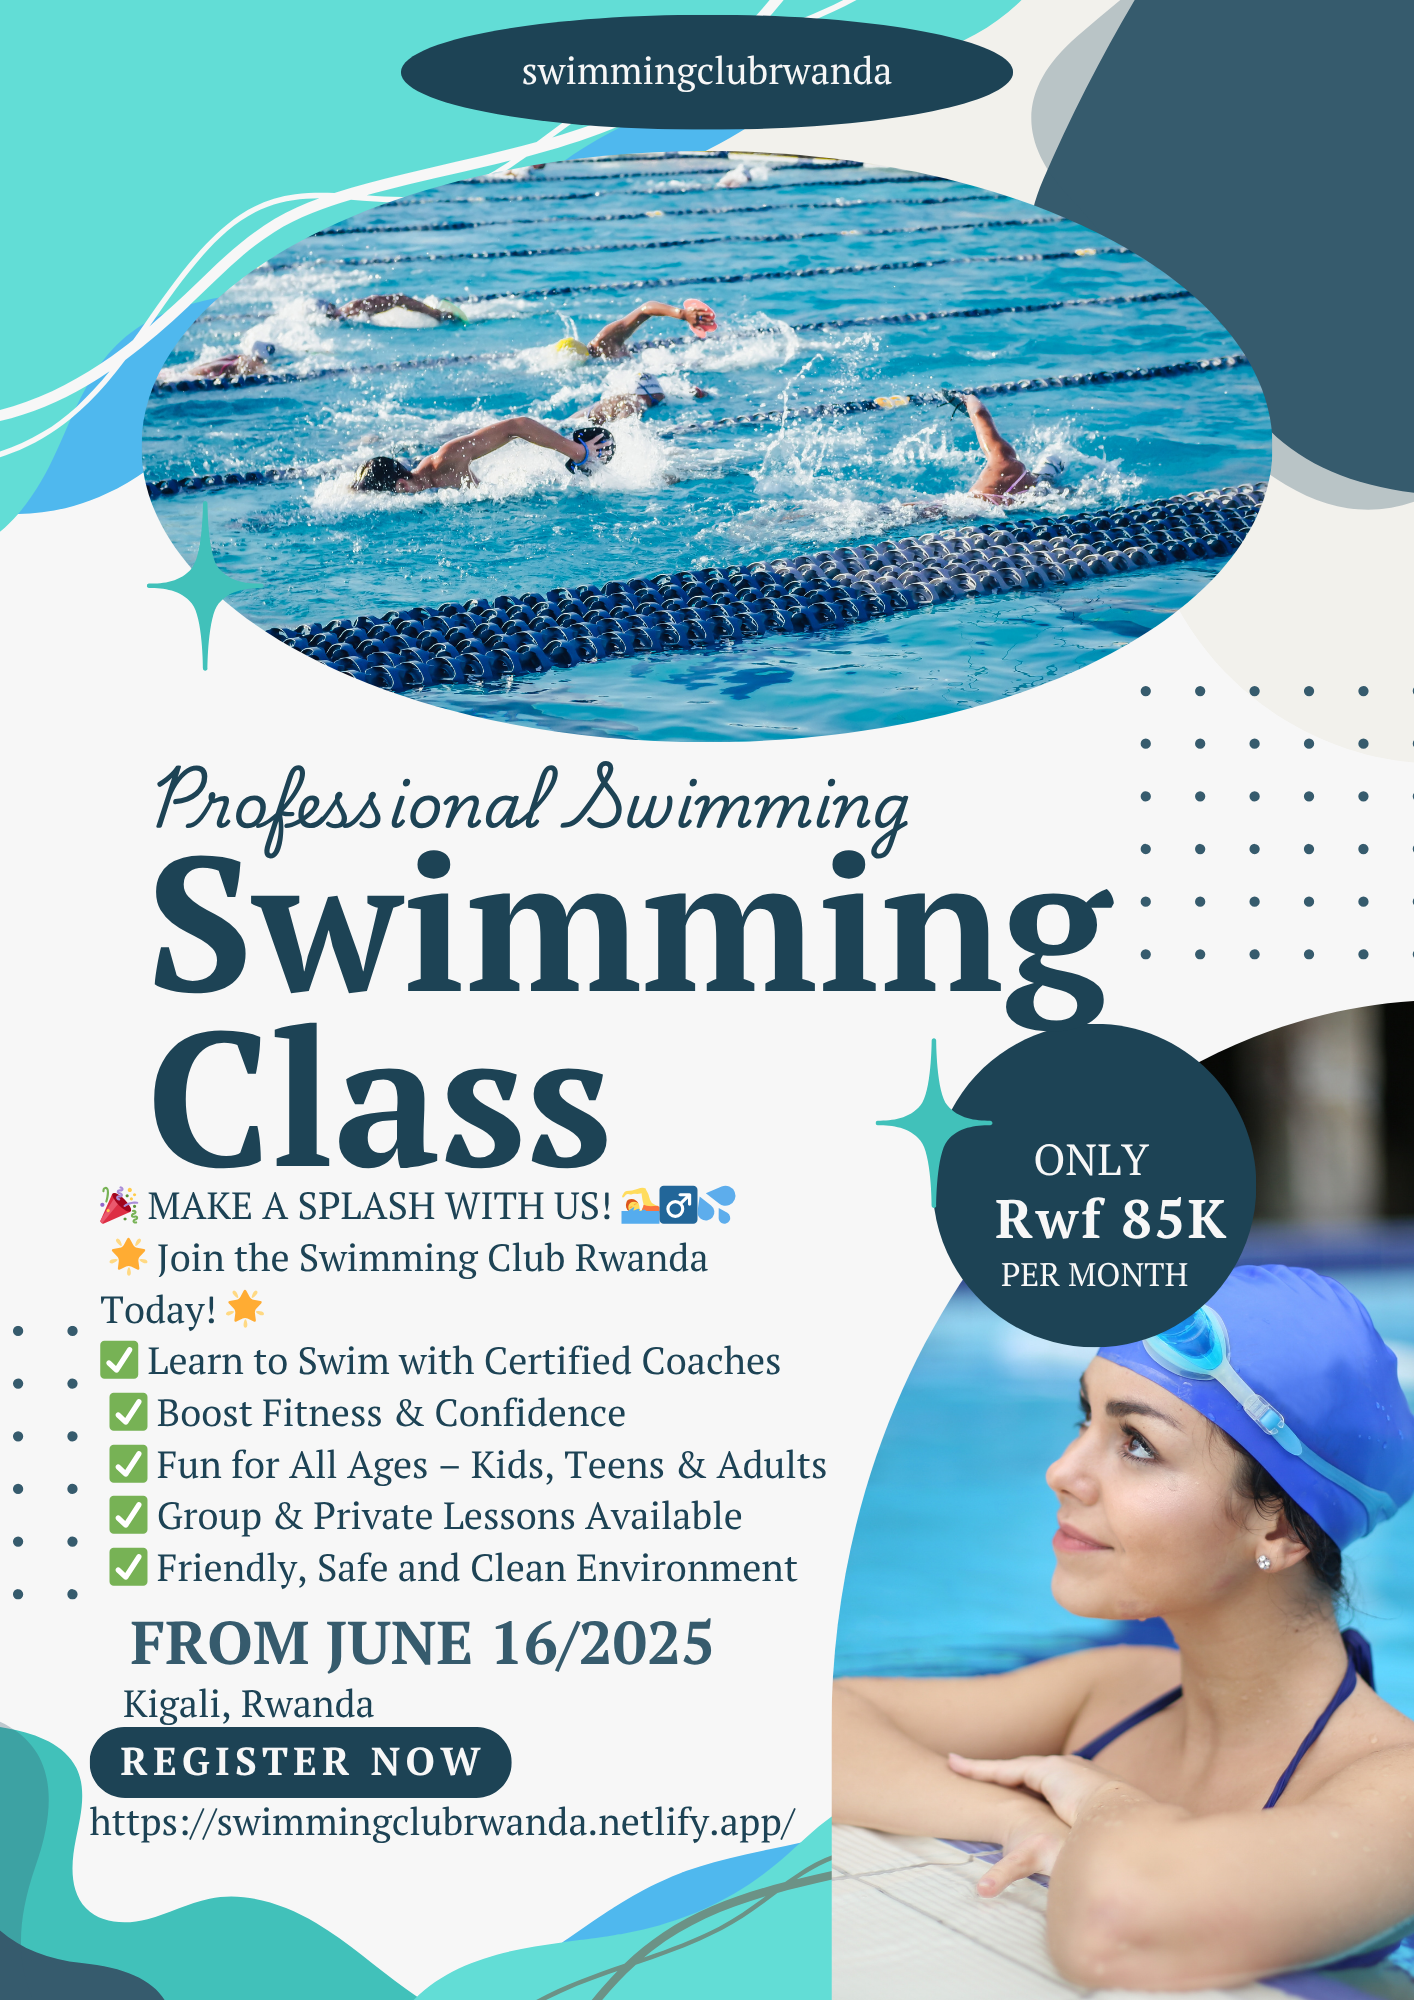 swimmingclubrwanda
Professional Swimming
Swimming
Class
ONLY
Rwf 85K
PER MONTH
🎉 MAKE A SPLASH WITH US! 🏊‍♂️💦
🌟 Join the Swimming Club Rwanda
Today! 🌟
✅ Learn to Swim with Certified Coaches
✅ Boost Fitness & Confidence
✅ Fun for All Ages – Kids, Teens & Adults
✅ Group & Private Lessons Available
✅ Friendly, Safe and Clean Environment
FROM JUNE 16/2025
Kigali, Rwanda
REGISTER NOW
https://swimmingclubrwanda.netlify.app/